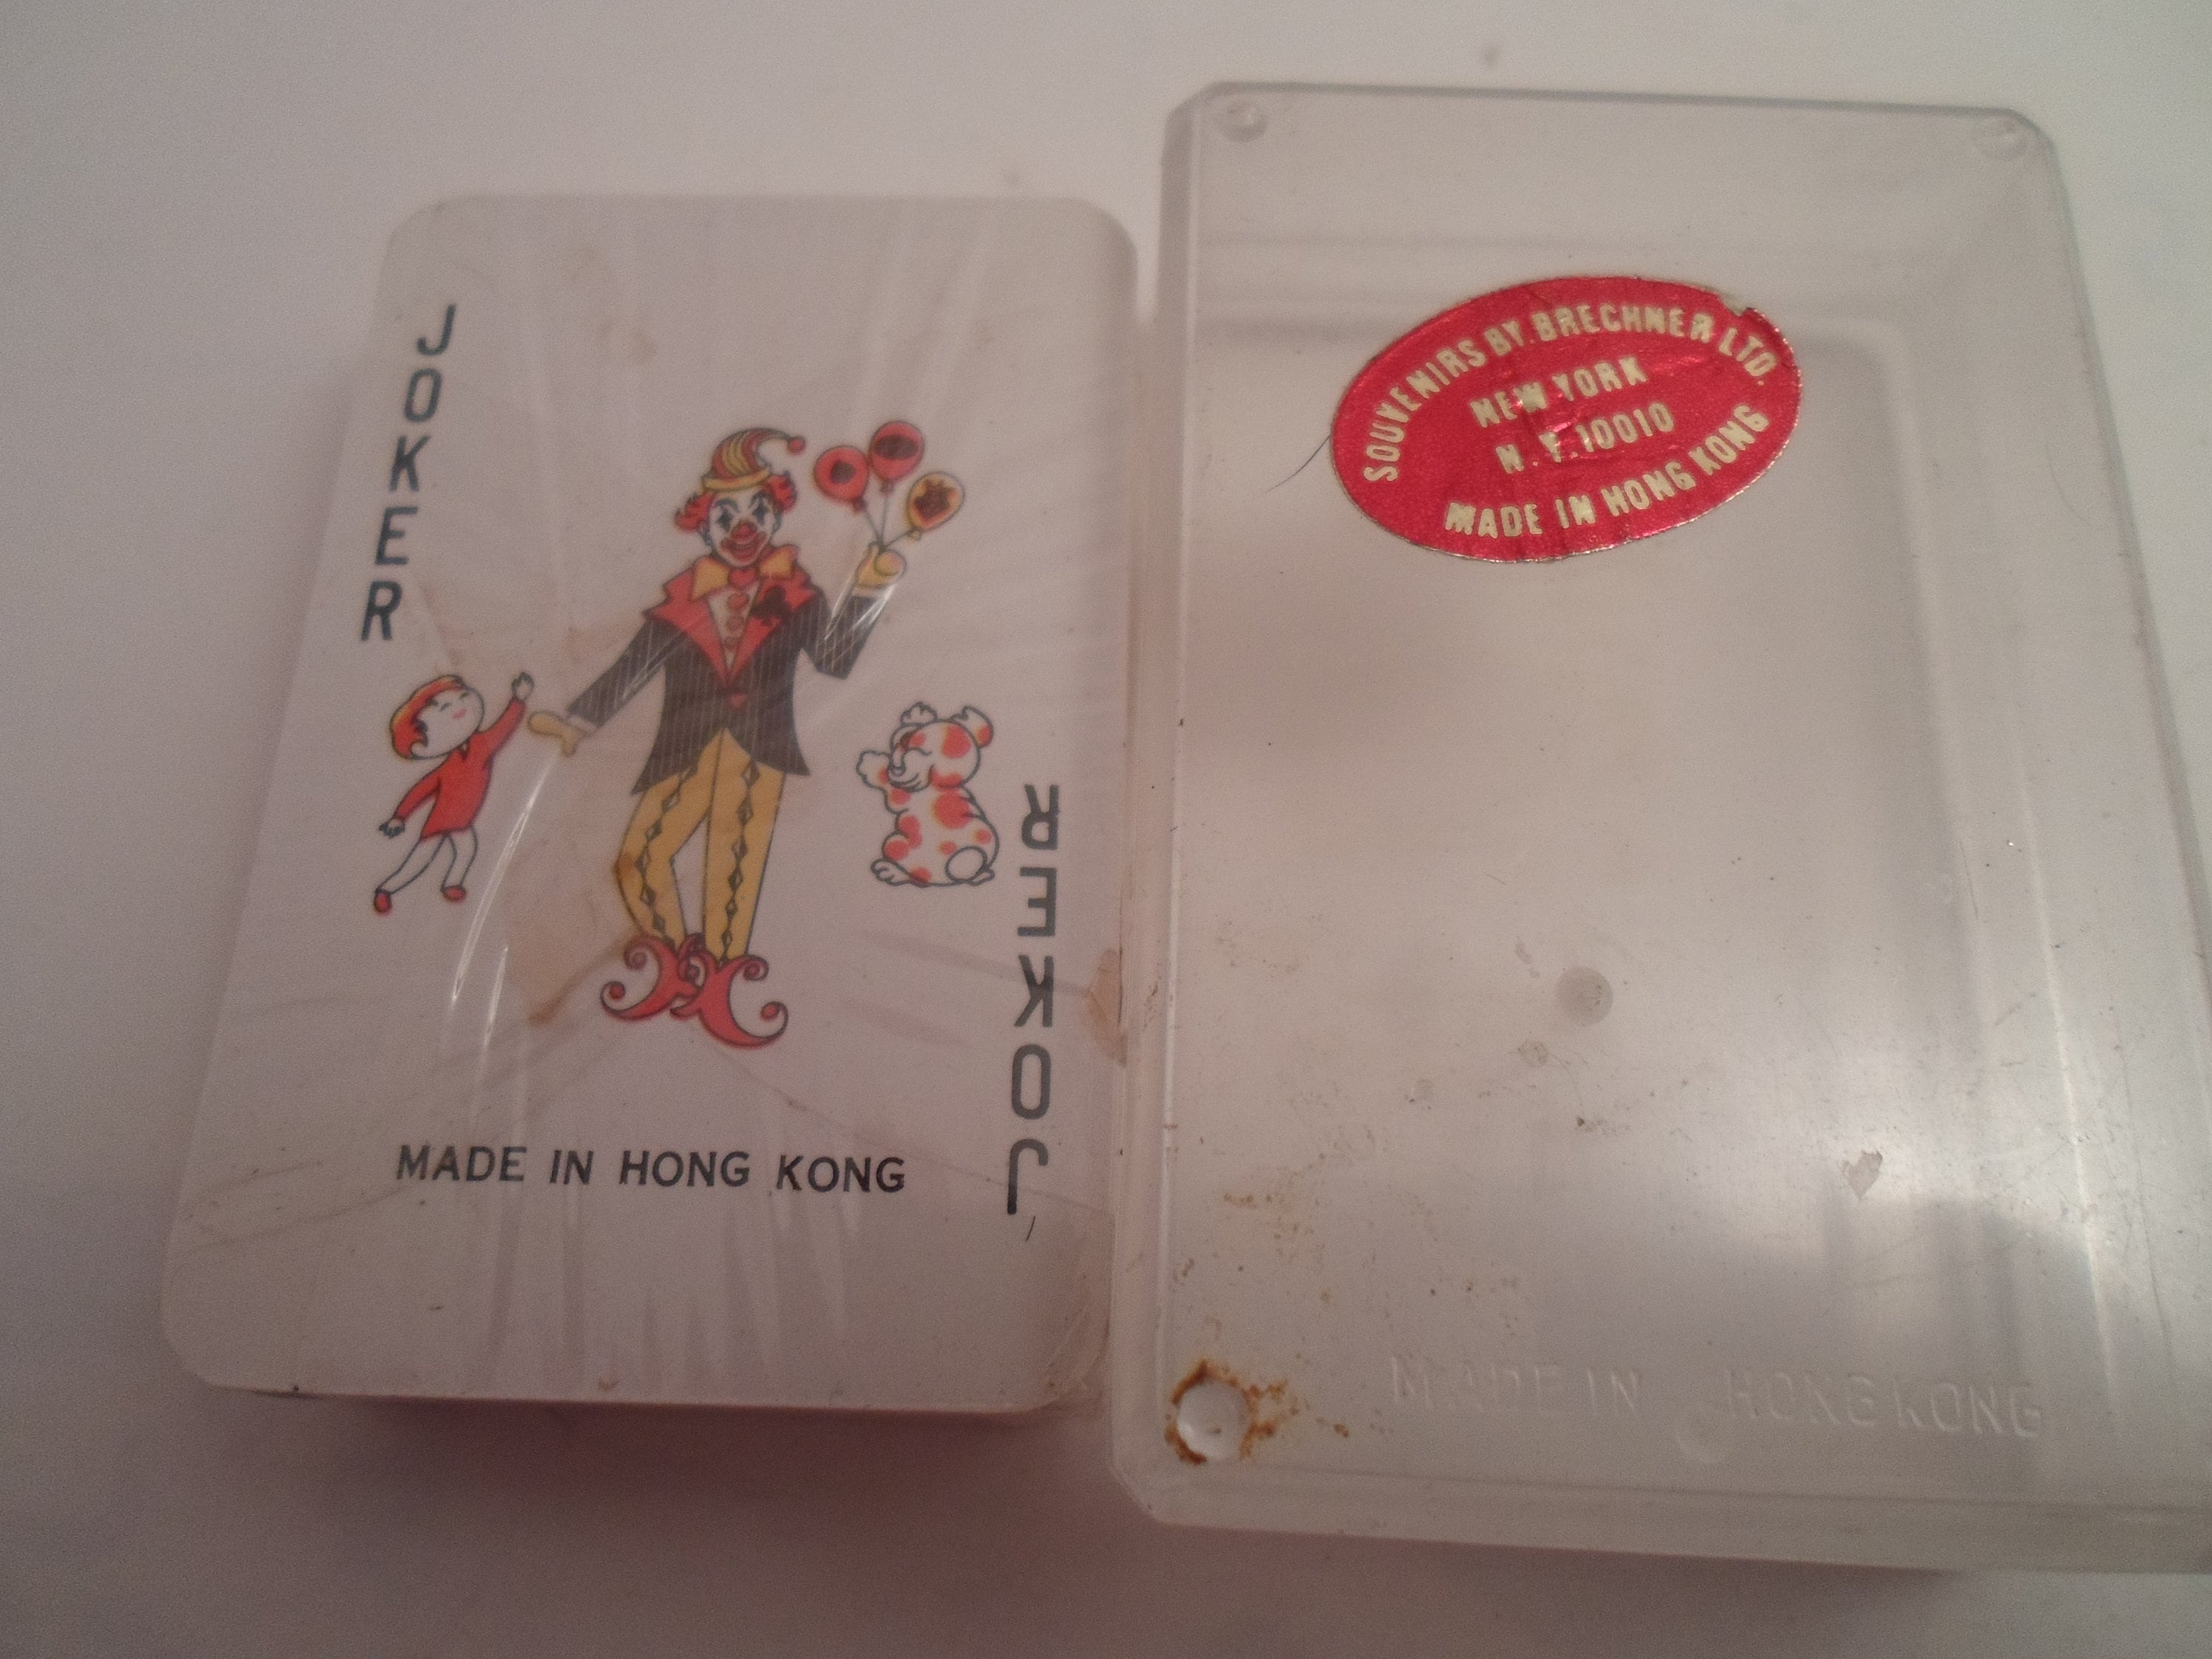 JOKER
MADE IN HONG KONG
JOKER
SOUVENIRS BY BRECHNER LTD.
NEW YORK
N.Y. 10010
MADE IN HONG KONG
MADE IN HONG KONG